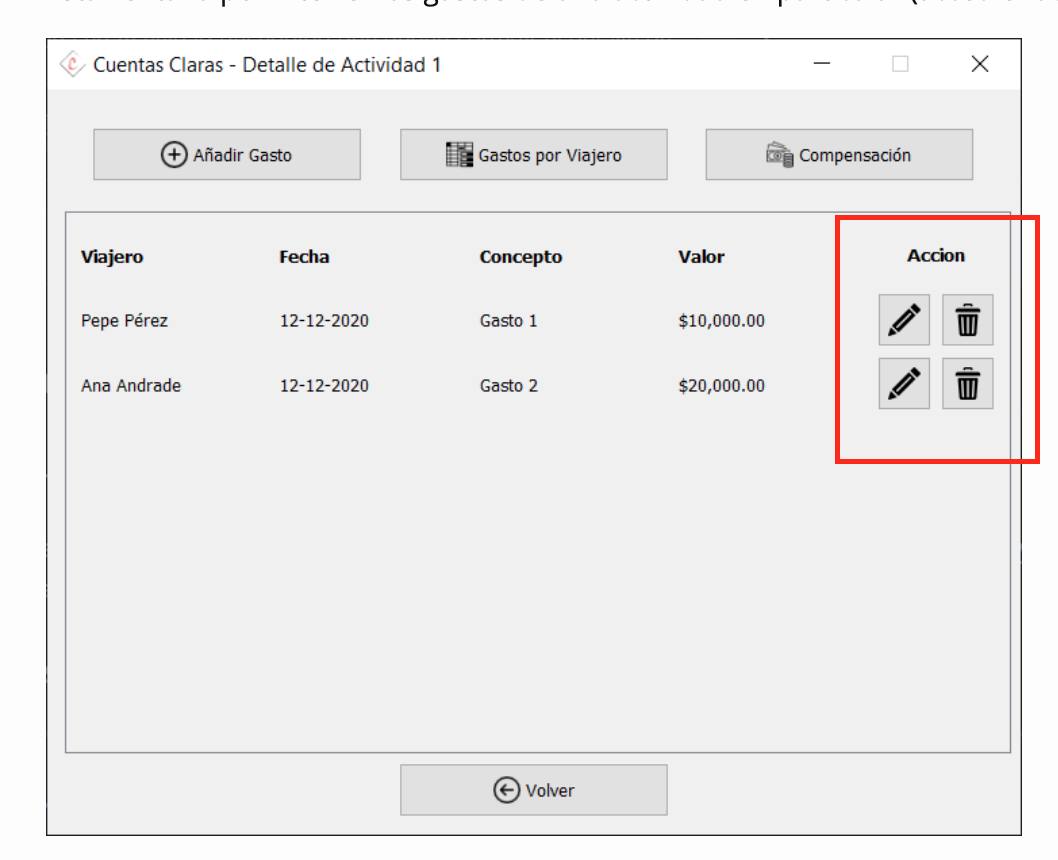 Cuentas Claras - Detalle de Actividad 1
Añadir Gasto Gastos por Viajero Compensación
Viajero Fecha Concepto Valor Accion
Pepe Pérez 12-12-2020 Gasto 1 $10,000.00
Ana Andrade 12-12-2020 Gasto 2 $20,000.00
Volver